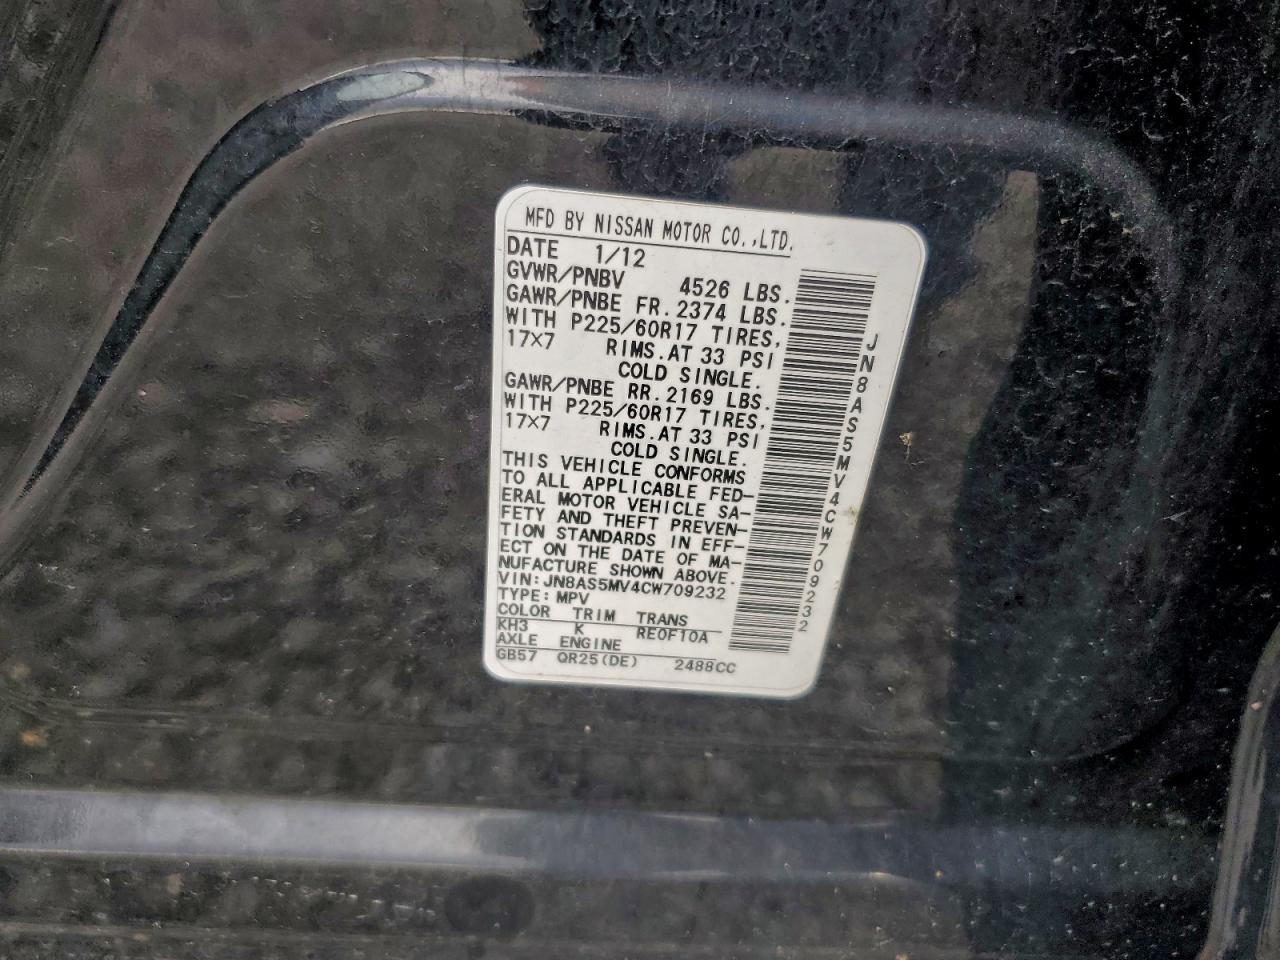 MFD BY NISSAN MOTOR CO.,LTD.
DATE 1/12
GVWR/PNBV 4526 LBS.
GAWR/PNBE FR. 2374 LBS.
WITH P225/60R17 TIRES,
17×7 RIMS.AT 33 PSI
COLD SINGLE.
GAWR/PNBE RR. 2169 LBS.
WITH P225/60R17 TIRES,
17×7 RIMS.AT 33 PSI
COLD SINGLE.
THIS VEHICLE CONFORMS
TO ALL APPLICABLE FED-
ERAL MOTOR VEHICLE SA-
FETY AND THEFT PREVEN-
TION STANDARDS IN EFF-
ECT ON THE DATE OF MA-
NUFACTURE SHOWN ABOVE.
VIN:JN8AS5MV4CW709232
TYPE:MPV
COLOR TRIM TRANS
KH3 K RE0F10A
AXLE ENGINE
GB57 QR25(DE) 2488CC
JN8AS5MV4CW709232